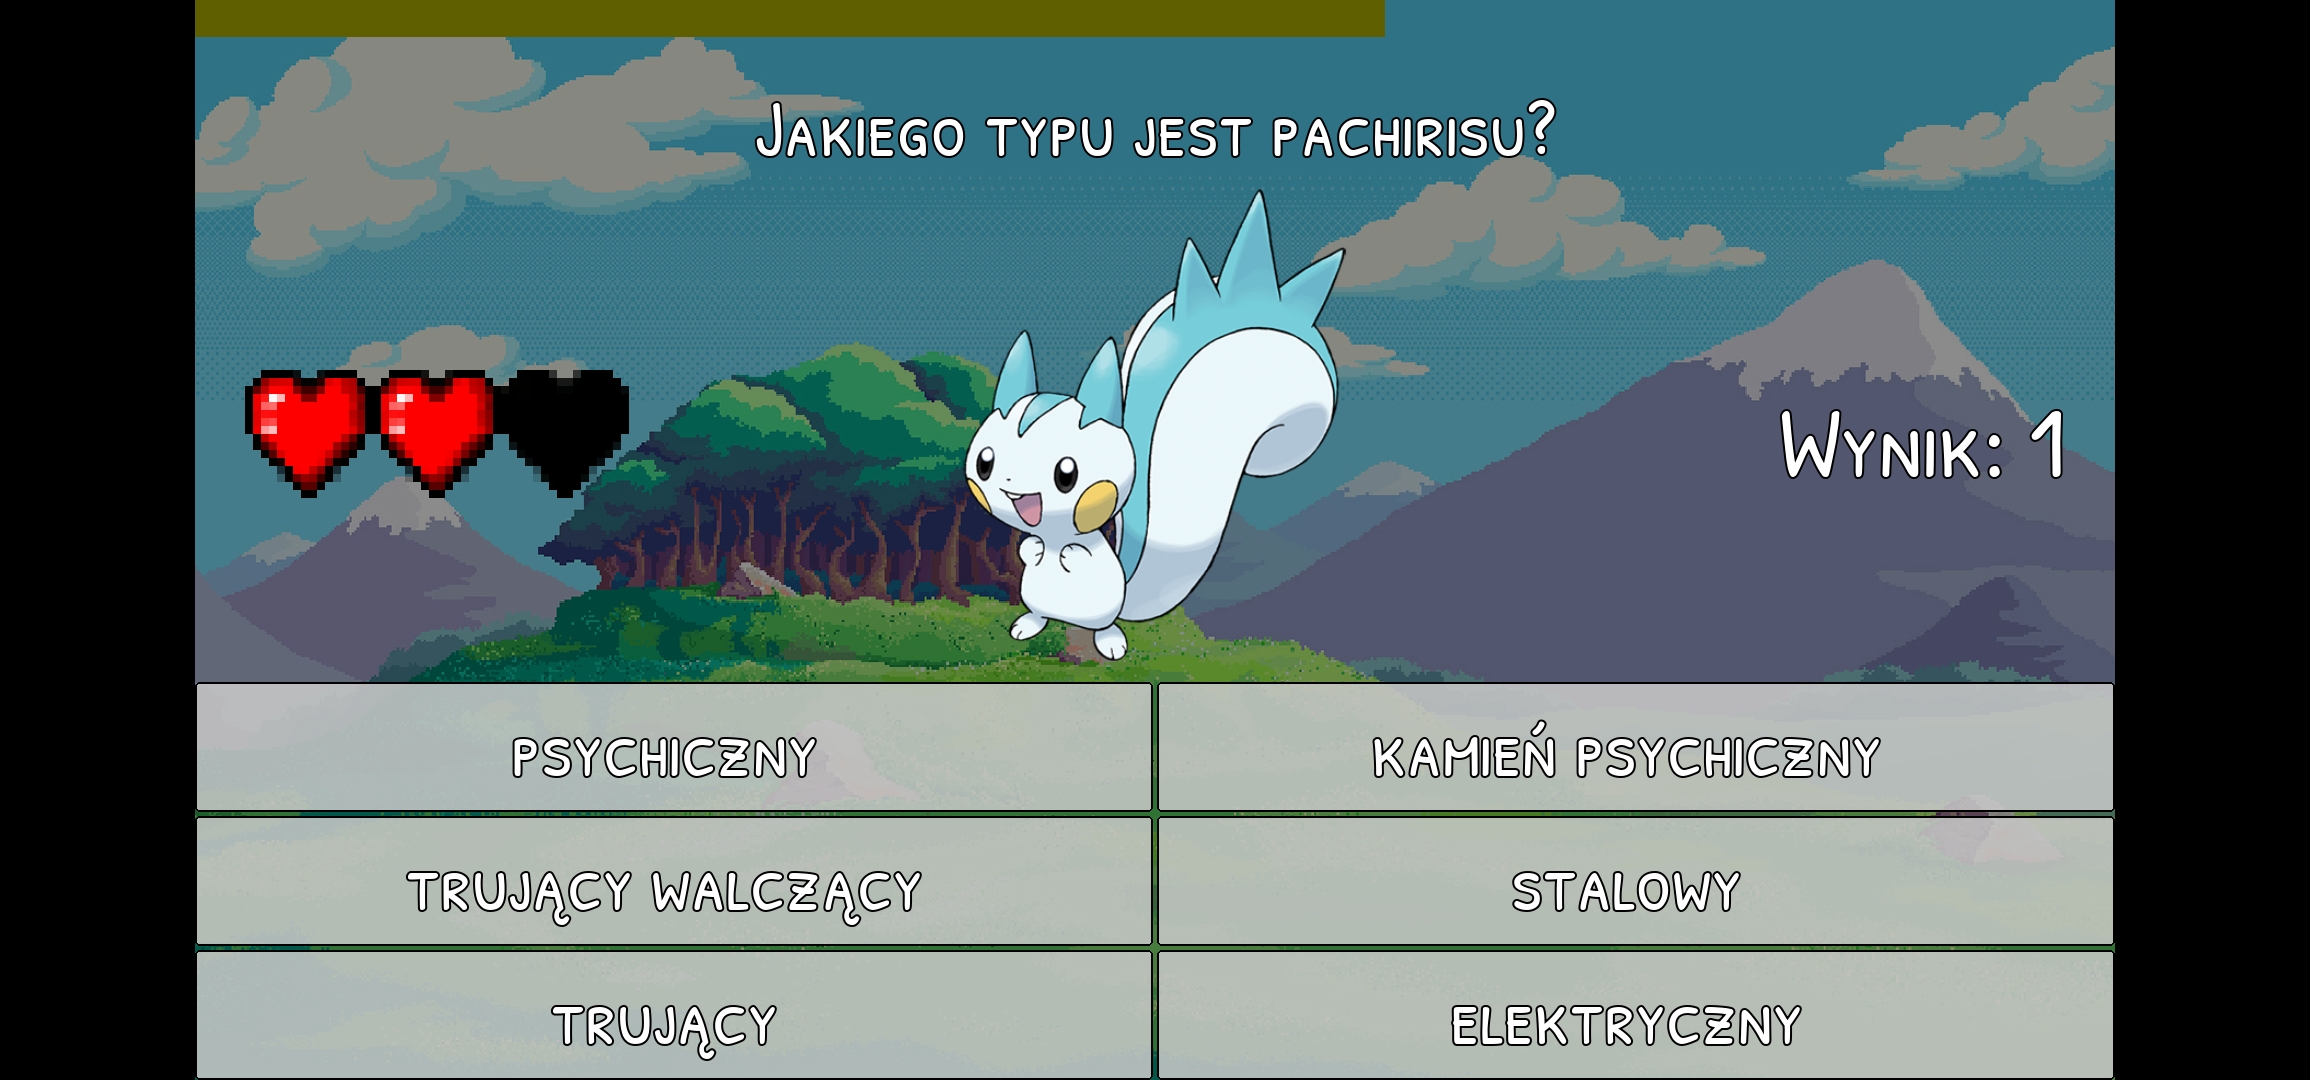 Jakiego typu jest pachirisu?
Wynik: 1
psychiczny
kamień psychiczny
trujący walczący
stalowy
trujący
elektryczny